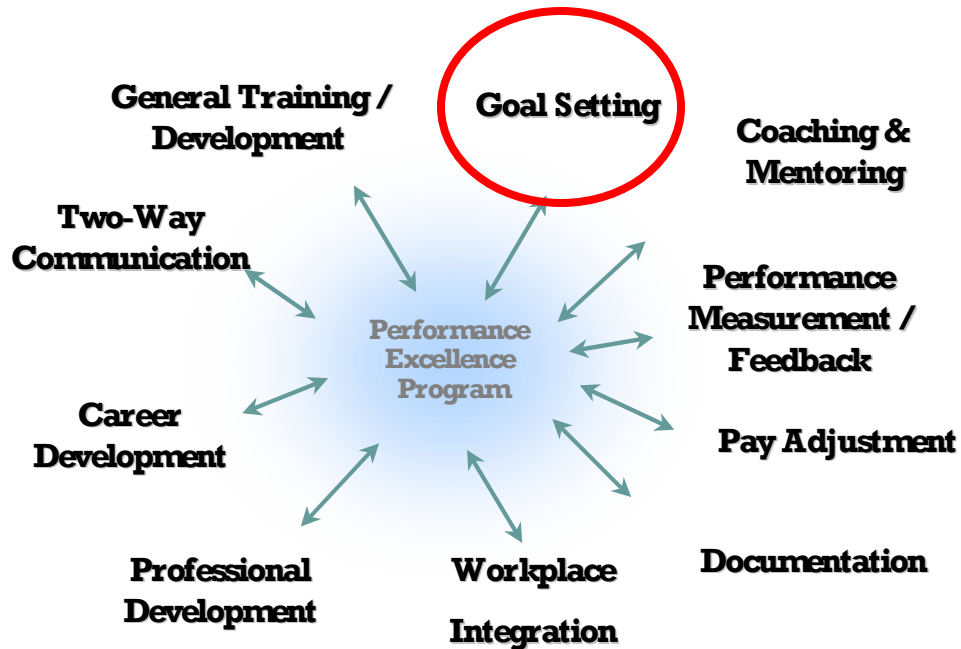 General Training /
Development
Goal Setting
Coaching &
Mentoring
Two-Way
Communication
Performance
Measurement /
Feedback
Performance
Excellence
Program
Career
Development
Pay Adjustment
Professional
Development
Workplace
Integration
Documentation